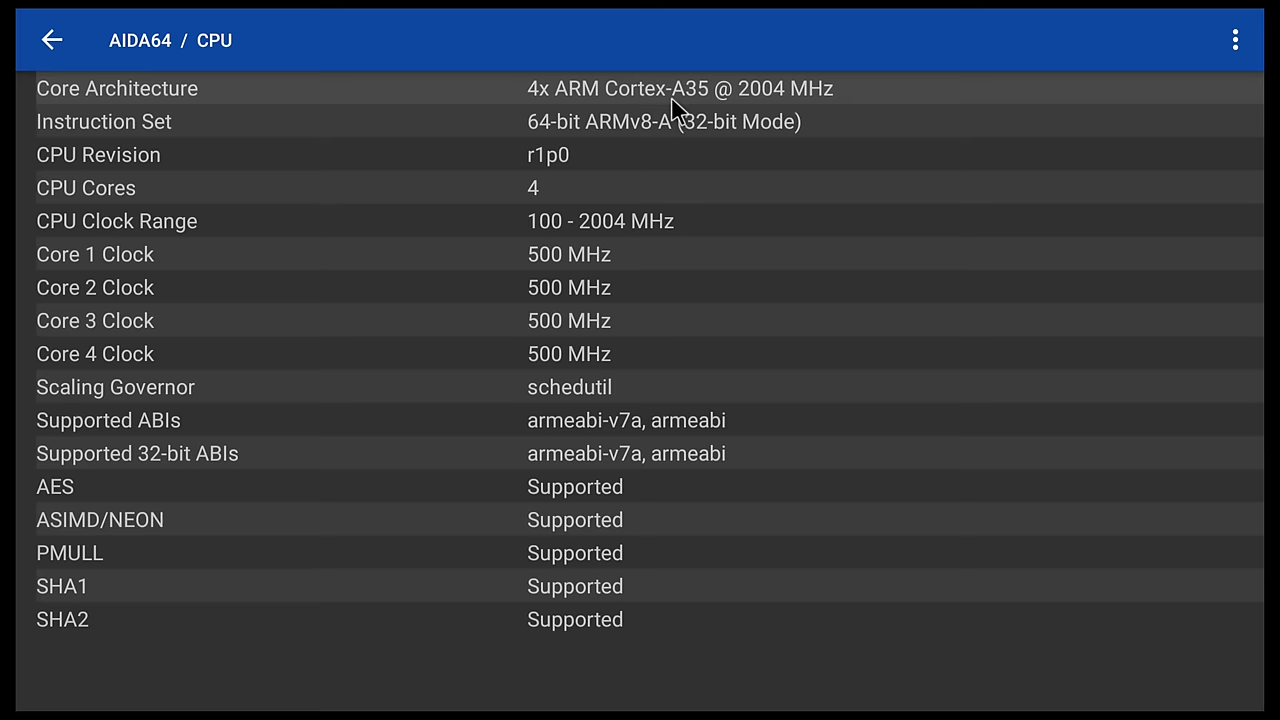 AIDA64 / CPU
Core Architecture 4x ARM Cortex-A35 @ 2004 MHz
Instruction Set 64-bit ARMv8-A (32-bit Mode)
CPU Revision r1p0
CPU Cores 4
CPU Clock Range 100 - 2004 MHz
Core 1 Clock 500 MHz
Core 2 Clock 500 MHz
Core 3 Clock 500 MHz
Core 4 Clock 500 MHz
Scaling Governor schedutil
Supported ABIs armeabi-v7a, armeabi
Supported 32-bit ABIs armeabi-v7a, armeabi
AES Supported
ASIMD/NEON Supported
PMULL Supported
SHA1 Supported
SHA2 Supported